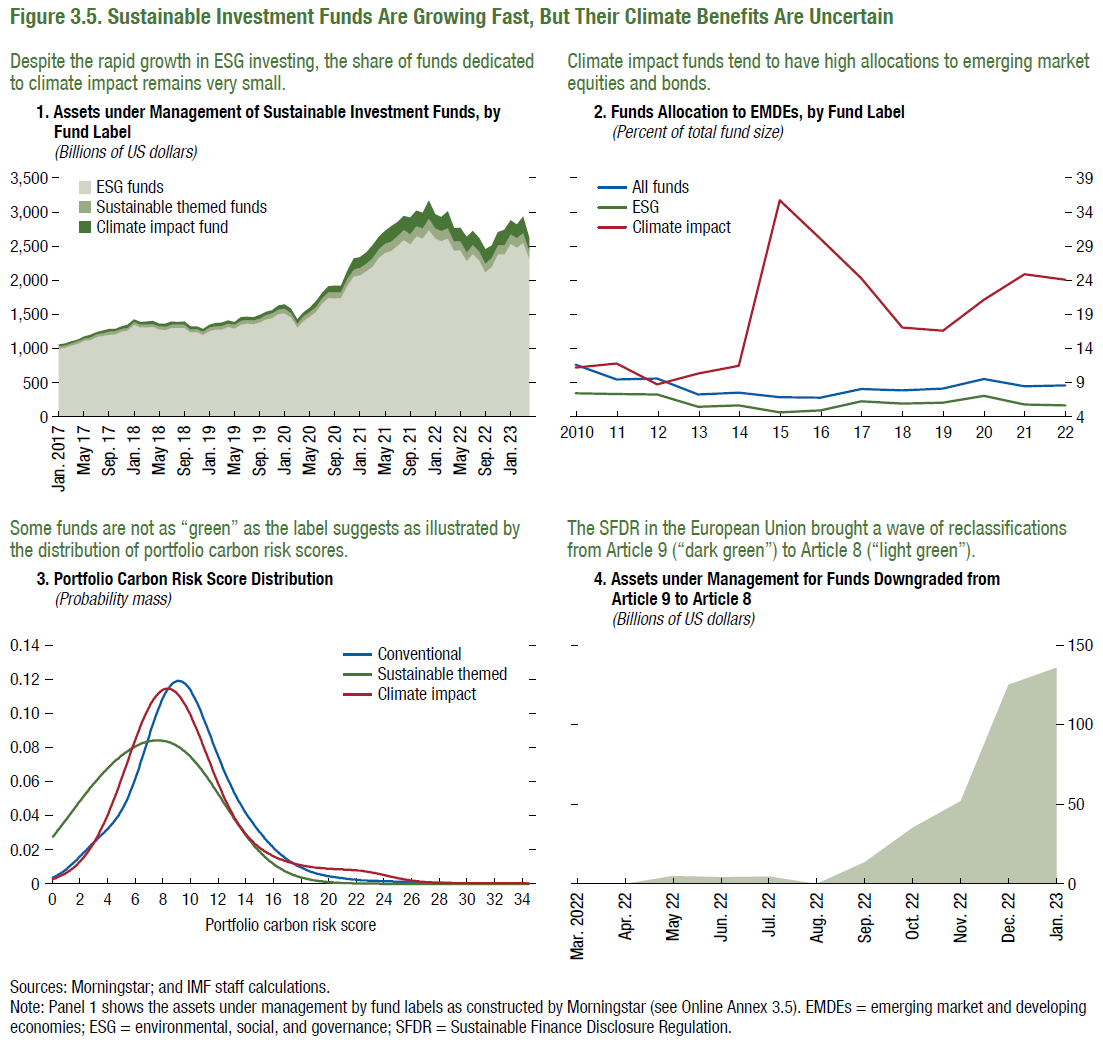 Figure 3.5. Sustainable Investment Funds Are Growing Fast, But Their Climate Benefits Are Uncertain
Despite the rapid growth in ESG investing, the share of funds dedicated
to climate impact remains very small.
1. Assets under Management of Sustainable Investment Funds, by
Fund Label
(Billions of US dollars)
3,500
3,000
2,500
2,000
1,500
1,000
500
0
ESG funds
Sustainable themed funds
Climate impact fund
Jan. 2017
May 17
Sep. 17
Jan. 18
May 18
Sep. 18
Jan. 19
May 19
Sep. 19
Jan. 20
May 20
Sep. 20
Jan. 21
May 21
Sep. 21
Jan. 22
May 22
Sep. 22
Jan. 23
Climate impact funds tend to have high allocations to emerging market
equities and bonds.
2. Funds Allocation to EMDEs, by Fund Label
(Percent of total fund size)
All funds
ESG
Climate impact
39
34
29
24
19
14
9
4
2010 11 12 13 14 15 16 17 18 19 20 21 22
Some funds are not as “green” as the label suggests as illustrated by
the distribution of portfolio carbon risk scores.
3. Portfolio Carbon Risk Score Distribution
(Probability mass)
0.14
0.12
0.10
0.08
0.06
0.04
0.02
0
Conventional
Sustainable themed
Climate impact
0 2 4 6 8 10 12 14 16 18 20 22 24 26 28 30 32 34
Portfolio carbon risk score
The SFDR in the European Union brought a wave of reclassifications
from Article 9 (“dark green”) to Article 8 (“light green”).
4. Assets under Management for Funds Downgraded from
Article 9 to Article 8
(Billions of US dollars)
150
100
50
0
Mar. 2022
Apr. 22
May 22
Jun. 22
Jul. 22
Aug. 22
Sep. 22
Oct. 22
Nov. 22
Dec. 22
Jan. 23
Sources: Morningstar; and IMF staff calculations.
Note: Panel 1 shows the assets under management by fund labels as constructed by Morningstar (see Online Annex 3.5). EMDEs = emerging market and developing
economies; ESG = environmental, social, and governance; SFDR = Sustainable Finance Disclosure Regulation.